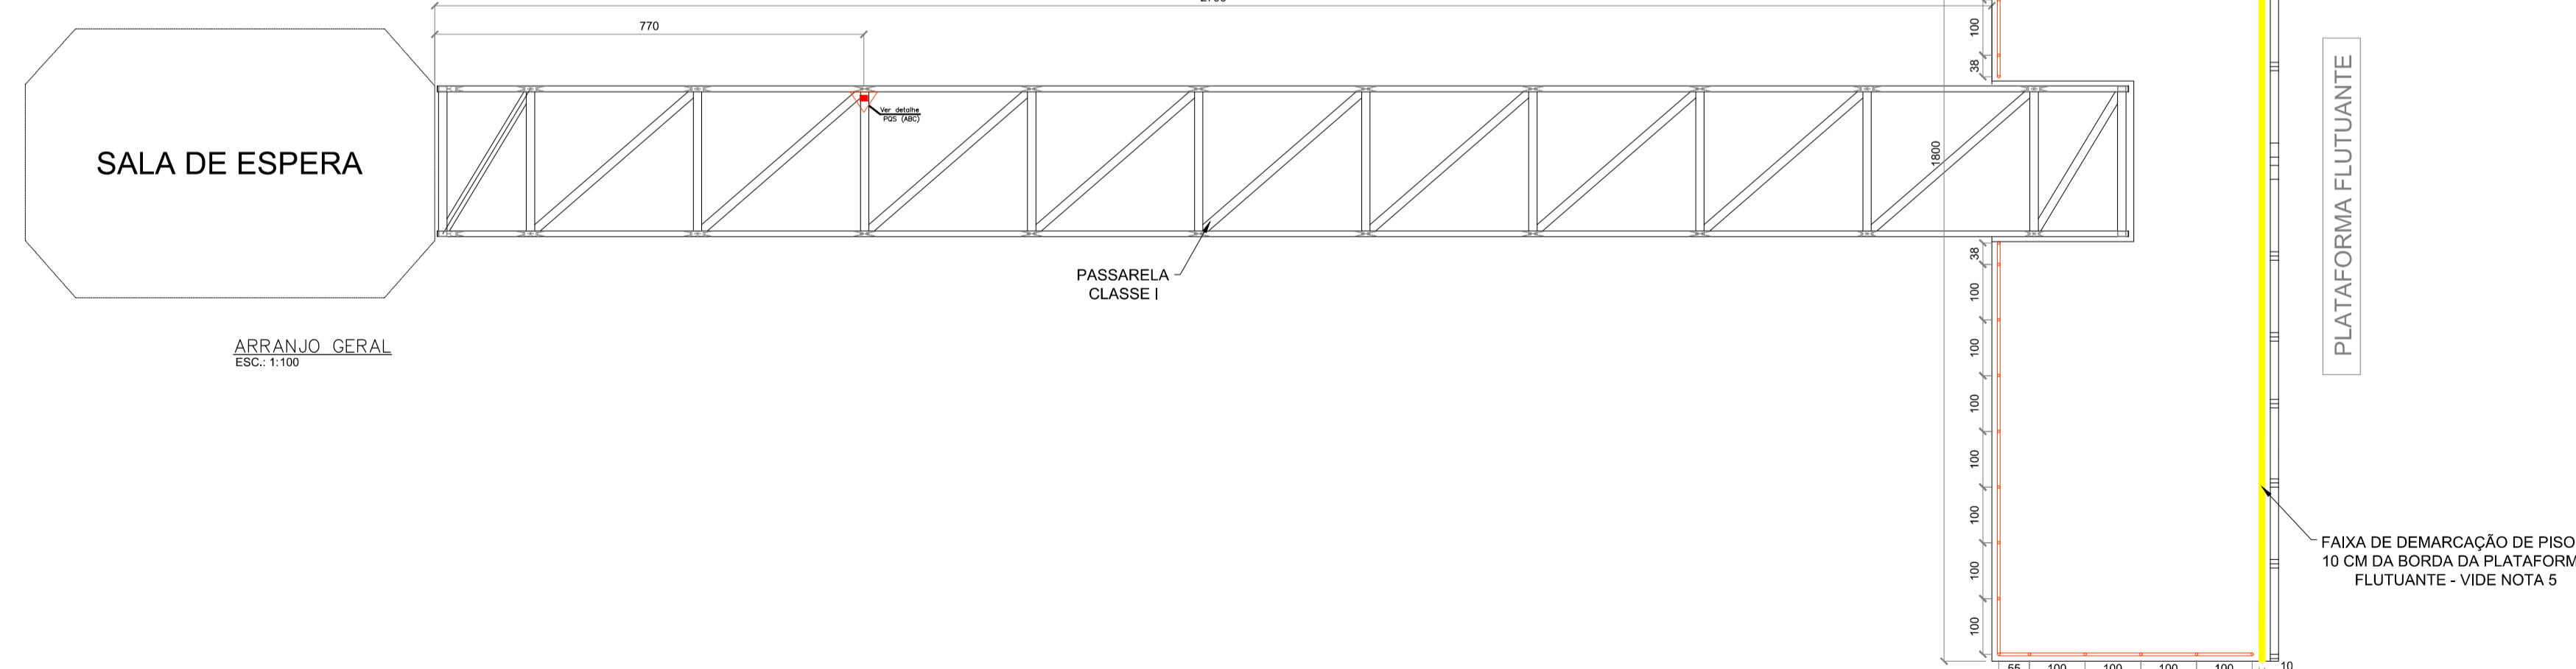 770
100
38
SALA DE ESPERA
Ver detalhe
PQS (ABC)
1800
PLATAFORMA FLUTUANTE
PASSARELA
CLASSE I
38
100
100
100
100
100
100
100
ARRANJO GERAL
ESC.: 1:100
FAIXA DE DEMARCAÇÃO DE PISO
10 CM DA BORDA DA PLATAFORM
FLUTUANTE - VIDE NOTA 5
55 100 100 100 100 10